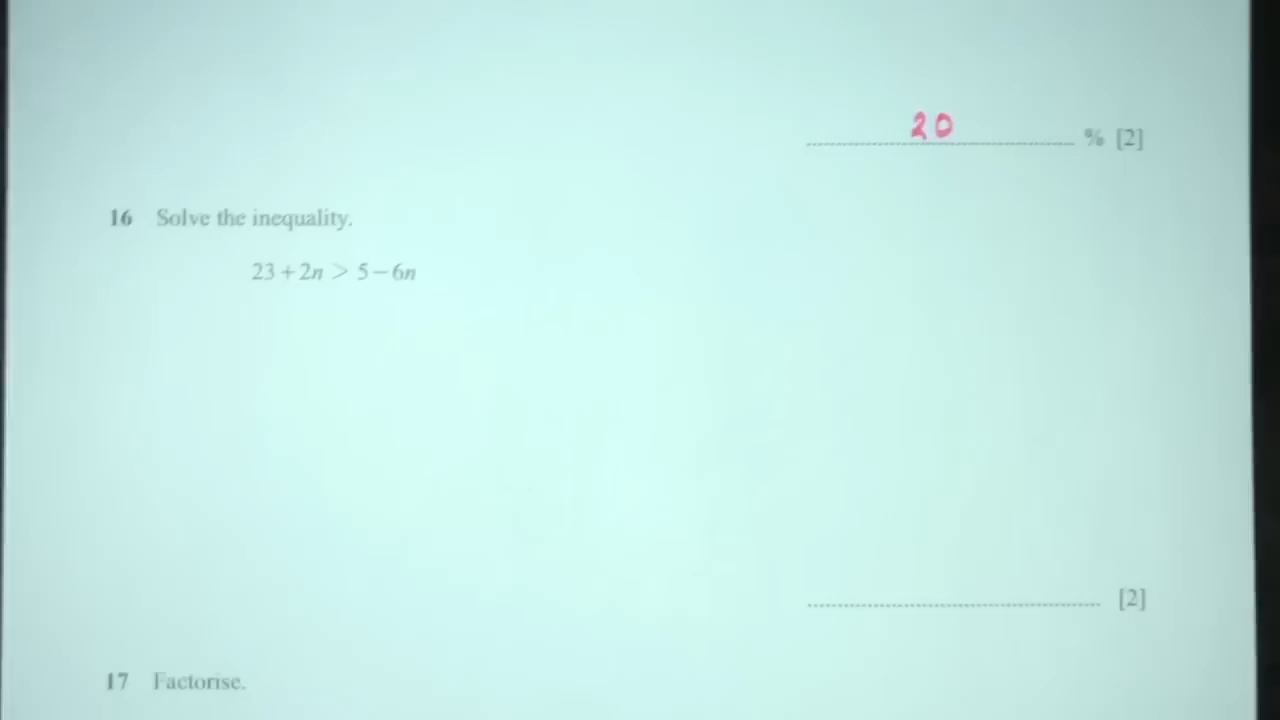 20
% [2]
16 Solve the inequality.
23 + 2n > 5 − 6n
[2]
17 Factorise.